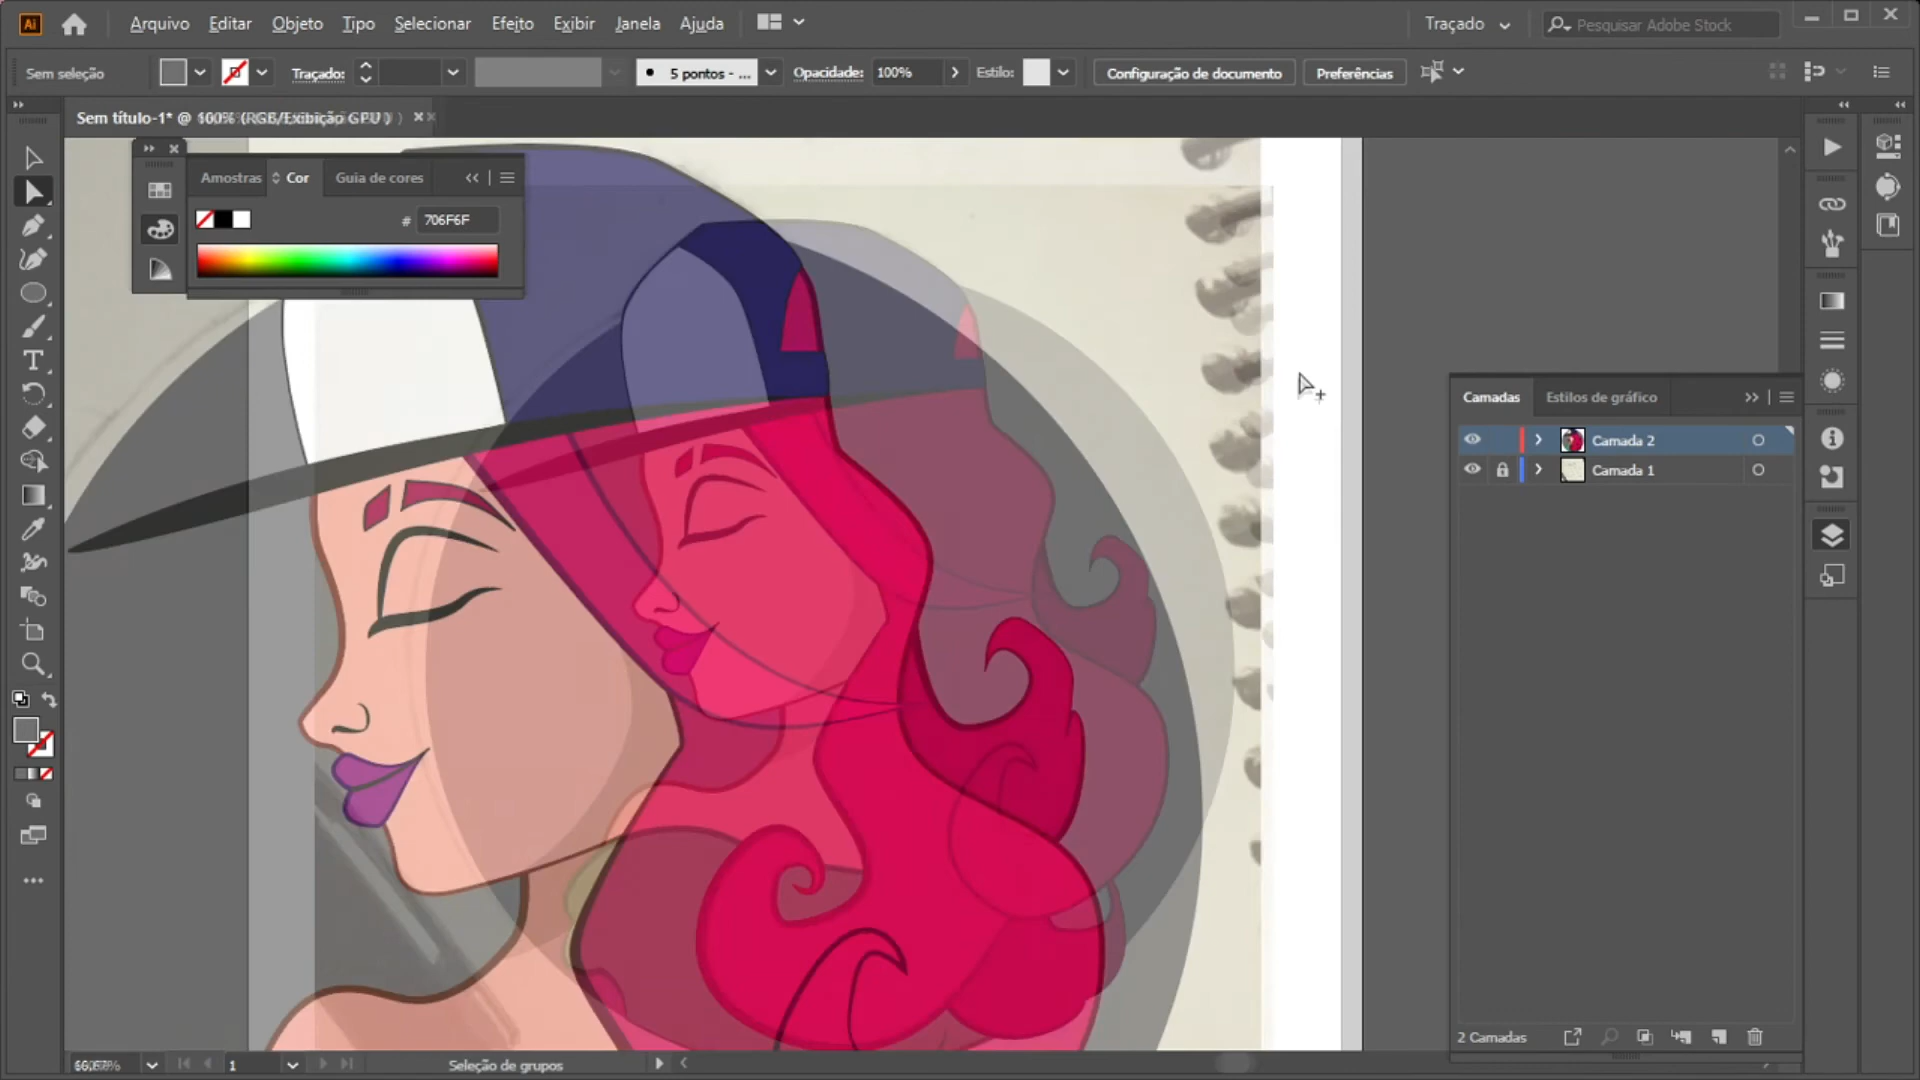 Ai Arquivo Editar Objeto Tipo Selecionar Efeito Exibir Janela Ajuda Traçado Pesquisar Adobe Stock
Sem seleção Traçado: 5 pontos - ... Opacidade: 100% Estilo: Configuração de documento Preferências
Sem título-1* @ 100% (RGB/Exibição GPU)
Amostras Cor Guia de cores
# 706F6F
Camadas Estilos de gráfico
Camada 2
Camada 1
2 Camadas
1 Seleção de grupos